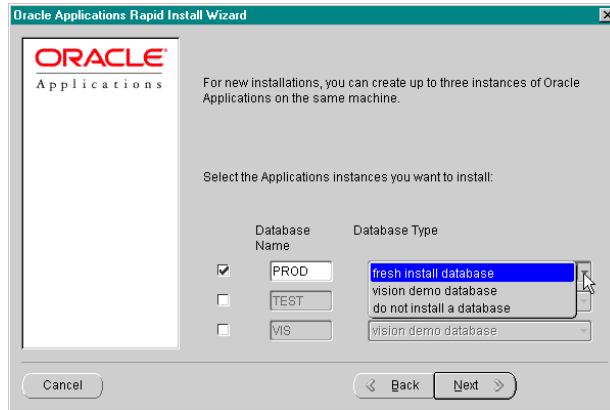 Oracle Applications Rapid Install Wizard
ORACLE®
Applications
For new installations, you can create up to three instances of Oracle
Applications on the same machine.
Select the Applications instances you want to install:
Database Name
Database Type
PROD
fresh install database
vision demo database
do not install a database
TEST
VIS
vision demo database
Cancel
Back
Next